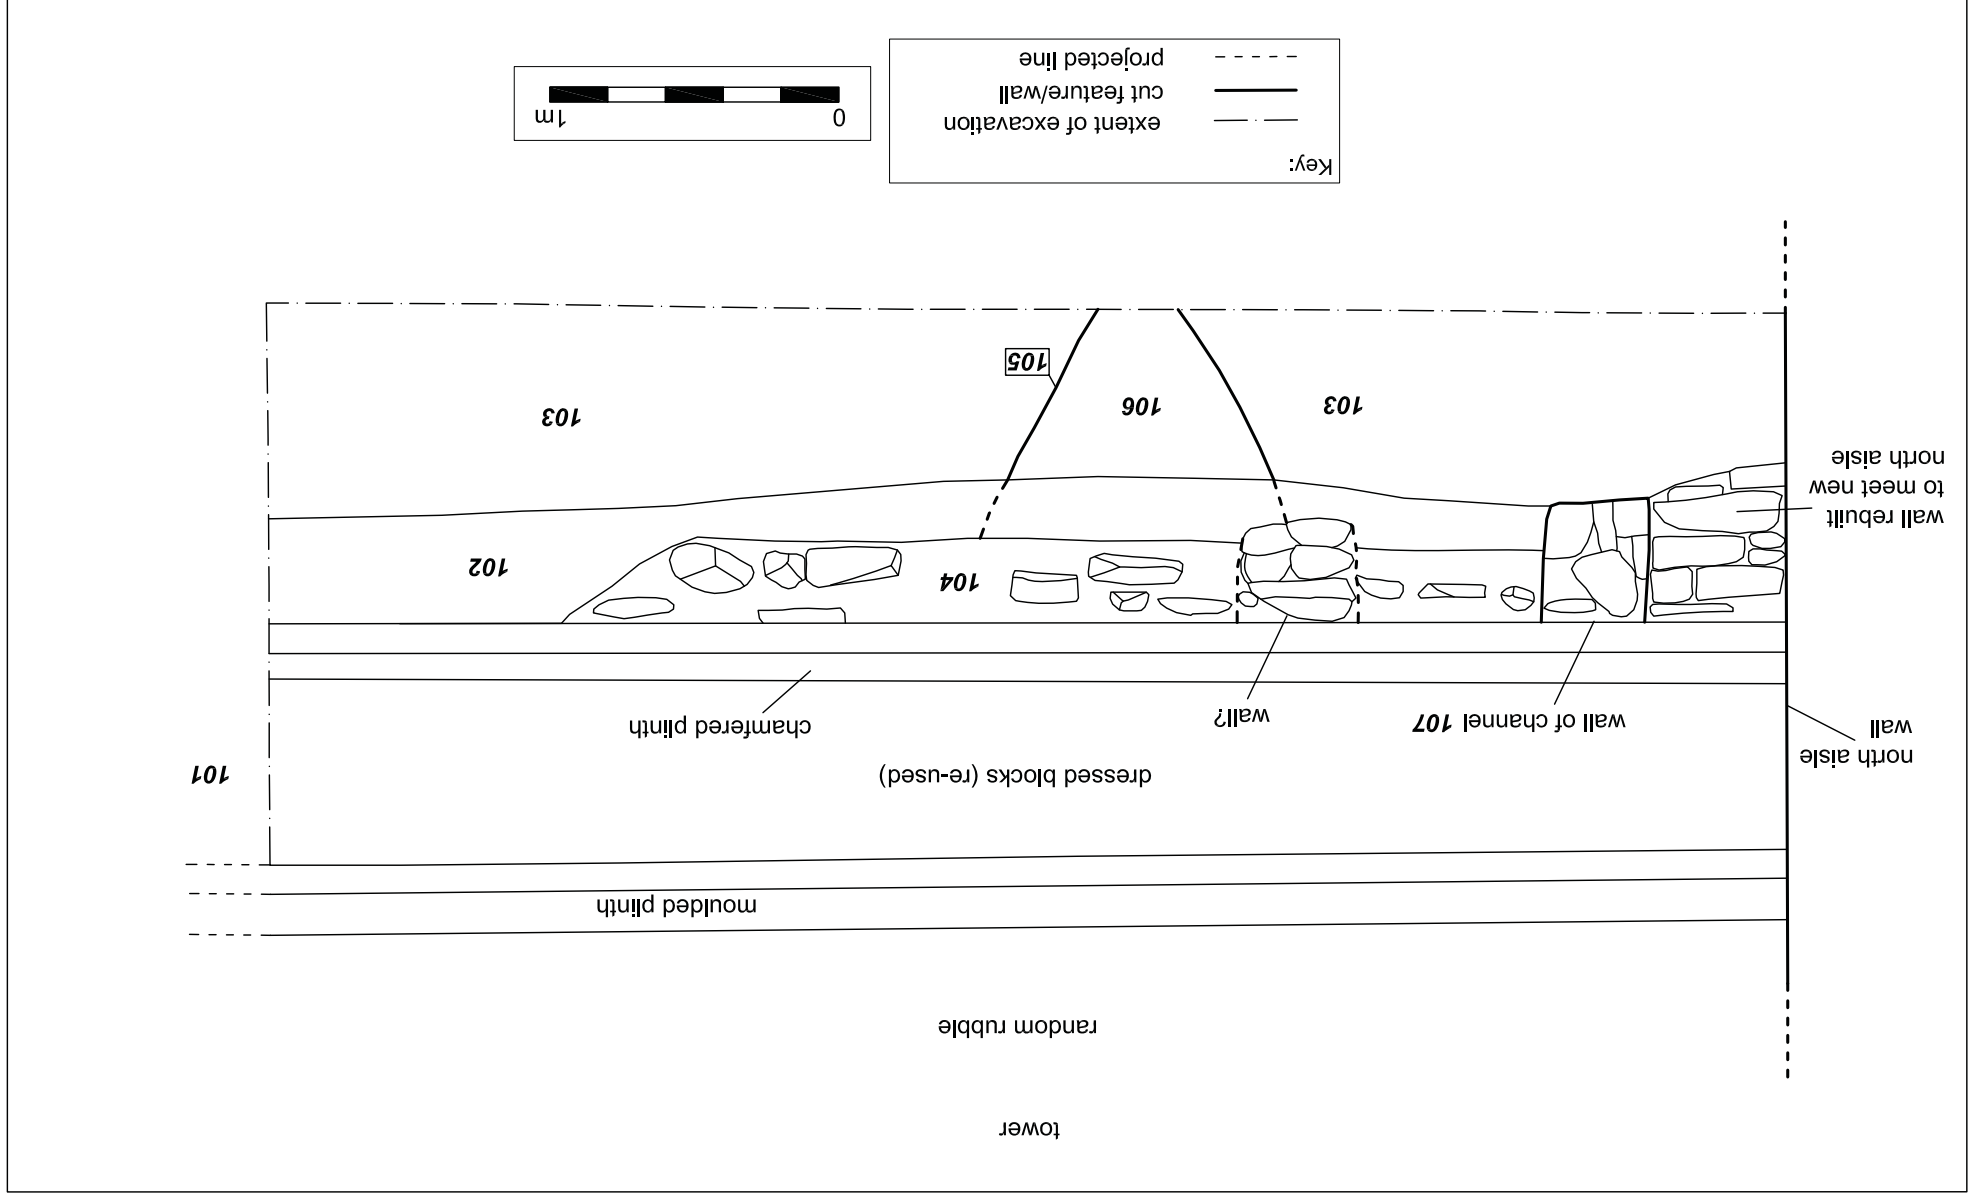 tower
random rubble
moulded plinth
101
dressed blocks (re-used)
north aisle
wall
wall of channel 107
wall?
chamfered plinth
104
102
wall rebuilt
to meet new
north aisle
103
106
103
105
Key:
extent of excavation
cut feature/wall
projected line
0
1m